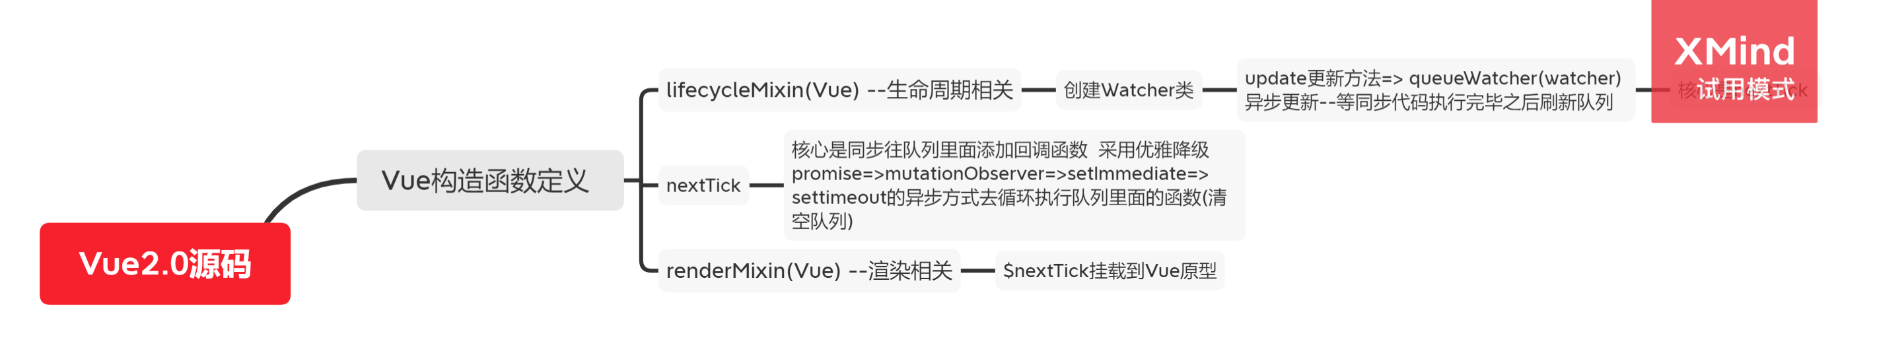 XMind
试用模式
lifecycleMixin(Vue) --生命周期相关
创建Watcher类
update更新方法=> queueWatcher(watcher)
异步更新--等同步代码执行完毕之后刷新队列
核心是同步往队列里面添加回调函数 采用优雅降级
promise=>mutationObserver=>setImmediate=>
settimeout的异步方式去循环执行队列里面的函数(清
空队列)
nextTick
Vue构造函数定义
Vue2.0源码
renderMixin(Vue) --渲染相关
$nextTick挂载到Vue原型